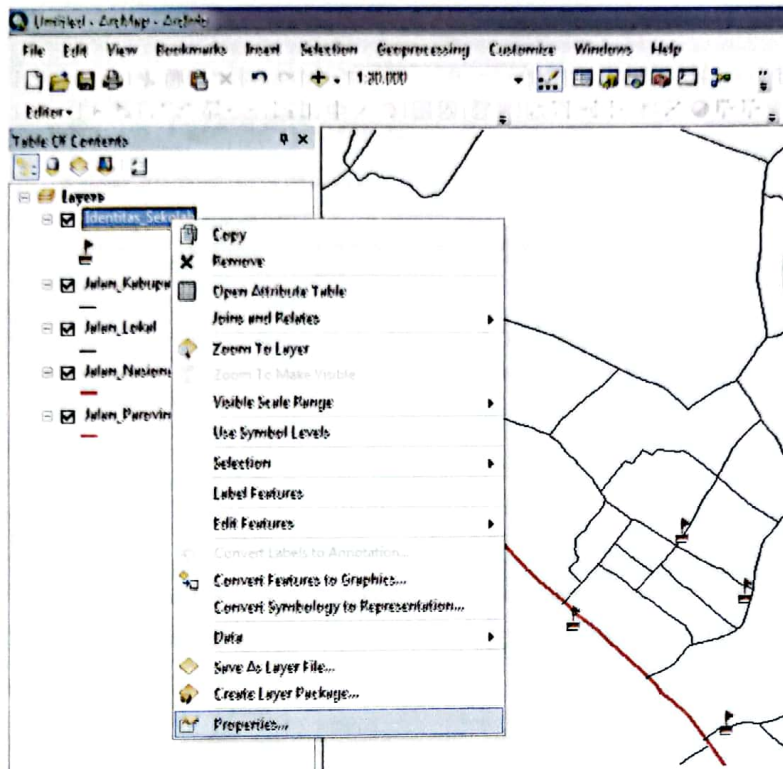 Untitled - ArcMap - ArcInfo
File Edit View Bookmarks Insert Selection Geoprocessing Customize Windows Help
1:20.000
Editor
Table Of Contents
Layers
Identitas_Sekolah
Copy
Remove
Open Attribute Table
Joins and Relates
Zoom To Layer
Zoom To Make Visible
Visible Scale Range
Use Symbol Levels
Selection
Label Features
Edit Features
Convert Labels to Annotation...
Convert Features to Graphics...
Convert Symbology to Representation...
Data
Save As Layer File...
Create Layer Package...
Properties...
Jalan_Kabupa
Jalan_Lokal
Jalan_Nasiona